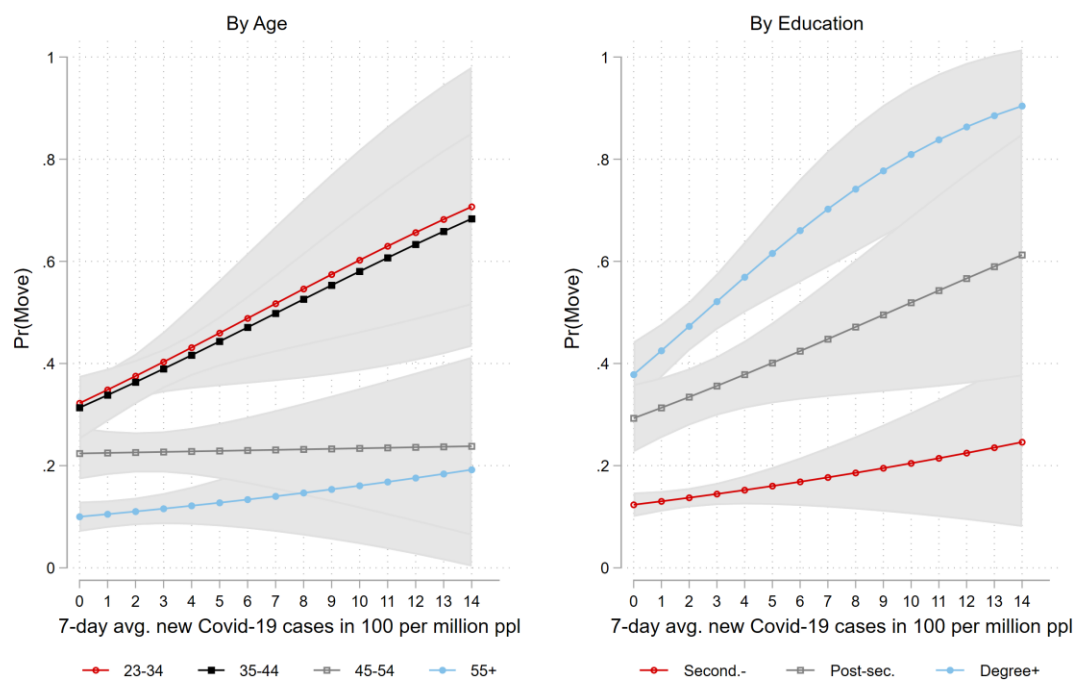 By Age
By Education
Pr(Move)
1
.8
.6
.4
.2
0
0 1 2 3 4 5 6 7 8 9 10 11 12 13 14
7-day avg. new Covid-19 cases in 100 per million ppl
23-34 35-44 45-54 55+
Pr(Move)
1
.8
.6
.4
.2
0
0 1 2 3 4 5 6 7 8 9 10 11 12 13 14
7-day avg. new Covid-19 cases in 100 per million ppl
Second.- Post-sec. Degree+